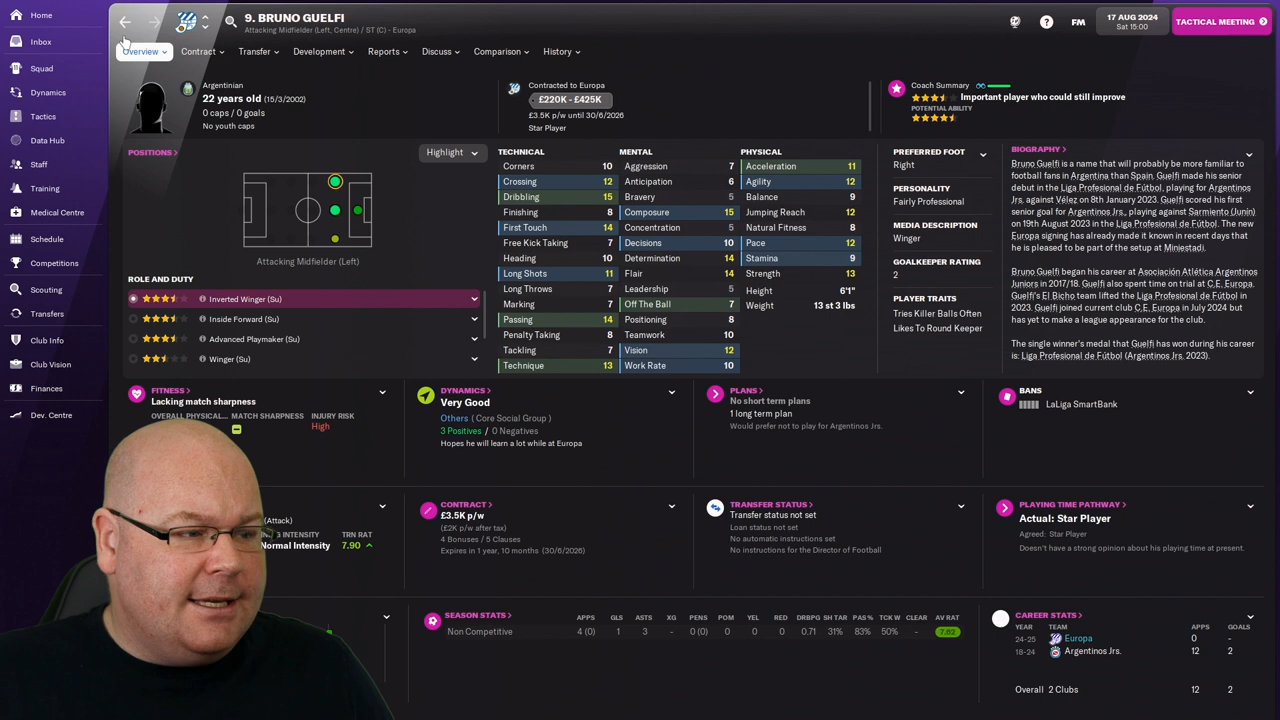 Home
Inbox
Squad
Dynamics
Tactics
Data Hub
Staff
Training
Medical Centre
Schedule
Competitions
Scouting
Transfers
Club Info
Club Vision
Finances
Dev. Centre
9. BRUNO GUELFI
Attacking Midfielder (Left, Centre) / ST (C) - Europa
FM
17 AUG 2024
Sat 15:00
TACTICAL MEETING
Overview
Contract
Transfer
Development
Reports
Discuss
Comparison
History
Argentinian
22 years old (15/3/2002)
0 caps / 0 goals
No youth caps
Contracted to Europa
£220K - £425K
£3.5K p/w until 30/6/2026
Star Player
Coach Summary
Important player who could still improve
POTENTIAL ABILITY
POSITIONS
Highlight
Attacking Midfielder (Left)
ROLE AND DUTY
Inverted Winger (Su)
Inside Forward (Su)
Advanced Playmaker (Su)
Winger (Su)
TECHNICAL
Corners 10
Crossing 12
Dribbling 15
Finishing 8
First Touch 14
Free Kick Taking 7
Heading 10
Long Shots 11
Long Throws 7
Marking 7
Passing 14
Penalty Taking 8
Tackling 7
Technique 13
MENTAL
Aggression 7
Anticipation 6
Bravery 5
Composure 15
Concentration 5
Decisions 10
Determination 14
Flair 14
Leadership 5
Off The Ball 7
Positioning 8
Teamwork 10
Vision 12
Work Rate 10
PHYSICAL
Acceleration 11
Agility 12
Balance 9
Jumping Reach 12
Natural Fitness 8
Pace 12
Stamina 9
Strength 13
Height 6'1"
Weight 13 st 3 lbs
PREFERRED FOOT
Right
PERSONALITY
Fairly Professional
MEDIA DESCRIPTION
Winger
GOALKEEPER RATING
2
PLAYER TRAITS
Tries Killer Balls Often
Likes To Round Keeper
BIOGRAPHY
Bruno Guelfi is a name that will probably be more familiar to
football fans in Argentina than Spain. Guelfi made his senior
debut in the Liga Profesional de Fútbol, playing for Argentinos
Jrs. against Vélez on 8th January 2023. Guelfi scored his first
senior goal for Argentinos Jrs., playing against Sarmiento (Junín)
on 19th August 2023 in the Liga Profesional de Fútbol. The new
Europa signing has already made it known in recent days that
he is pleased to be part of the setup at Miniestadi.
Bruno Guelfi began his career at Asociación Atlética Argentinos
Juniors in 2017/18. Guelfi also spent time on trial at C.E. Europa.
Guelfi's El Bicho team lifted the Liga Profesional de Fútbol in
2023. Guelfi joined current club C.E. Europa in July 2024 but
has yet to make a league appearance for the club.
The single winner's medal that Guelfi has won during his career
is: Liga Profesional de Fútbol (Argentinos Jrs, 2023).
FITNESS
Lacking match sharpness
OVERALL PHYSICAL... MATCH SHARPNESS INJURY RISK
High
DYNAMICS
Very Good
Others ( Core Social Group )
3 Positives / 0 Negatives
Hopes he will learn a lot while at Europa
PLANS
No short term plans
1 long term plan
Would prefer not to play for Argentinos Jrs.
BANS
LaLiga SmartBank
(Attack)
INTENSITY TRN RAT
Normal Intensity 7.90
CONTRACT
£3.5K p/w
(£2K p/w after tax)
4 Bonuses / 5 Clauses
Expires in 1 year, 10 months (30/6/2026)
TRANSFER STATUS
Transfer status not set
Loan status not set
No automatic instructions set
No instructions for the Director of Football
PLAYING TIME PATHWAY
Actual: Star Player
Agreed: Star Player
Doesn't have a strong opinion about his playing time at present.
SEASON STATS APPS GLS ASTS XG PENS POM YEL RED DRBPG SH TAR PAS % TCK W CLEAR AV RAT
Non Competitive 4 (0) 1 3 - 0 (0) 0 0 0 0.71 31% 83% 50% - 7.62
CAREER STATS
YEAR TEAM APPS GOALS
24-25 Europa 0 -
18-24 Argentinos Jrs. 12 2
Overall 2 Clubs 12 2